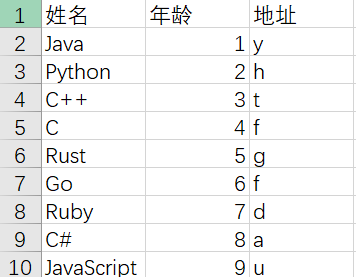 1 姓名 年龄 地址
2 Java 1 y
3 Python 2 h
4 C++ 3 t
5 C 4 f
6 Rust 5 g
7 Go 6 f
8 Ruby 7 d
9 C# 8 a
10 JavaScript 9 u